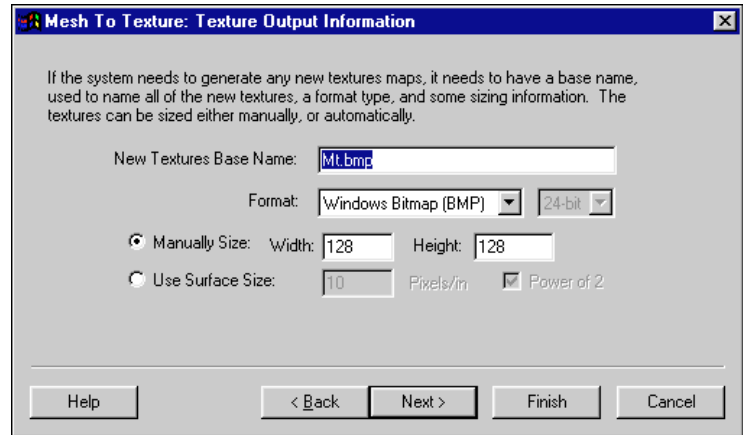 Mesh To Texture: Texture Output Information
If the system needs to generate any new textures maps, it needs to have a base name,
used to name all of the new textures, a format type, and some sizing information. The
textures can be sized either manually, or automatically.
New Textures Base Name: Mt.bmp
Format: Windows Bitmap (BMP) 24-bit
Manually Size: Width: 128 Height: 128
Use Surface Size: 10 Pixels/in Power of 2
Help < Back Next > Finish Cancel